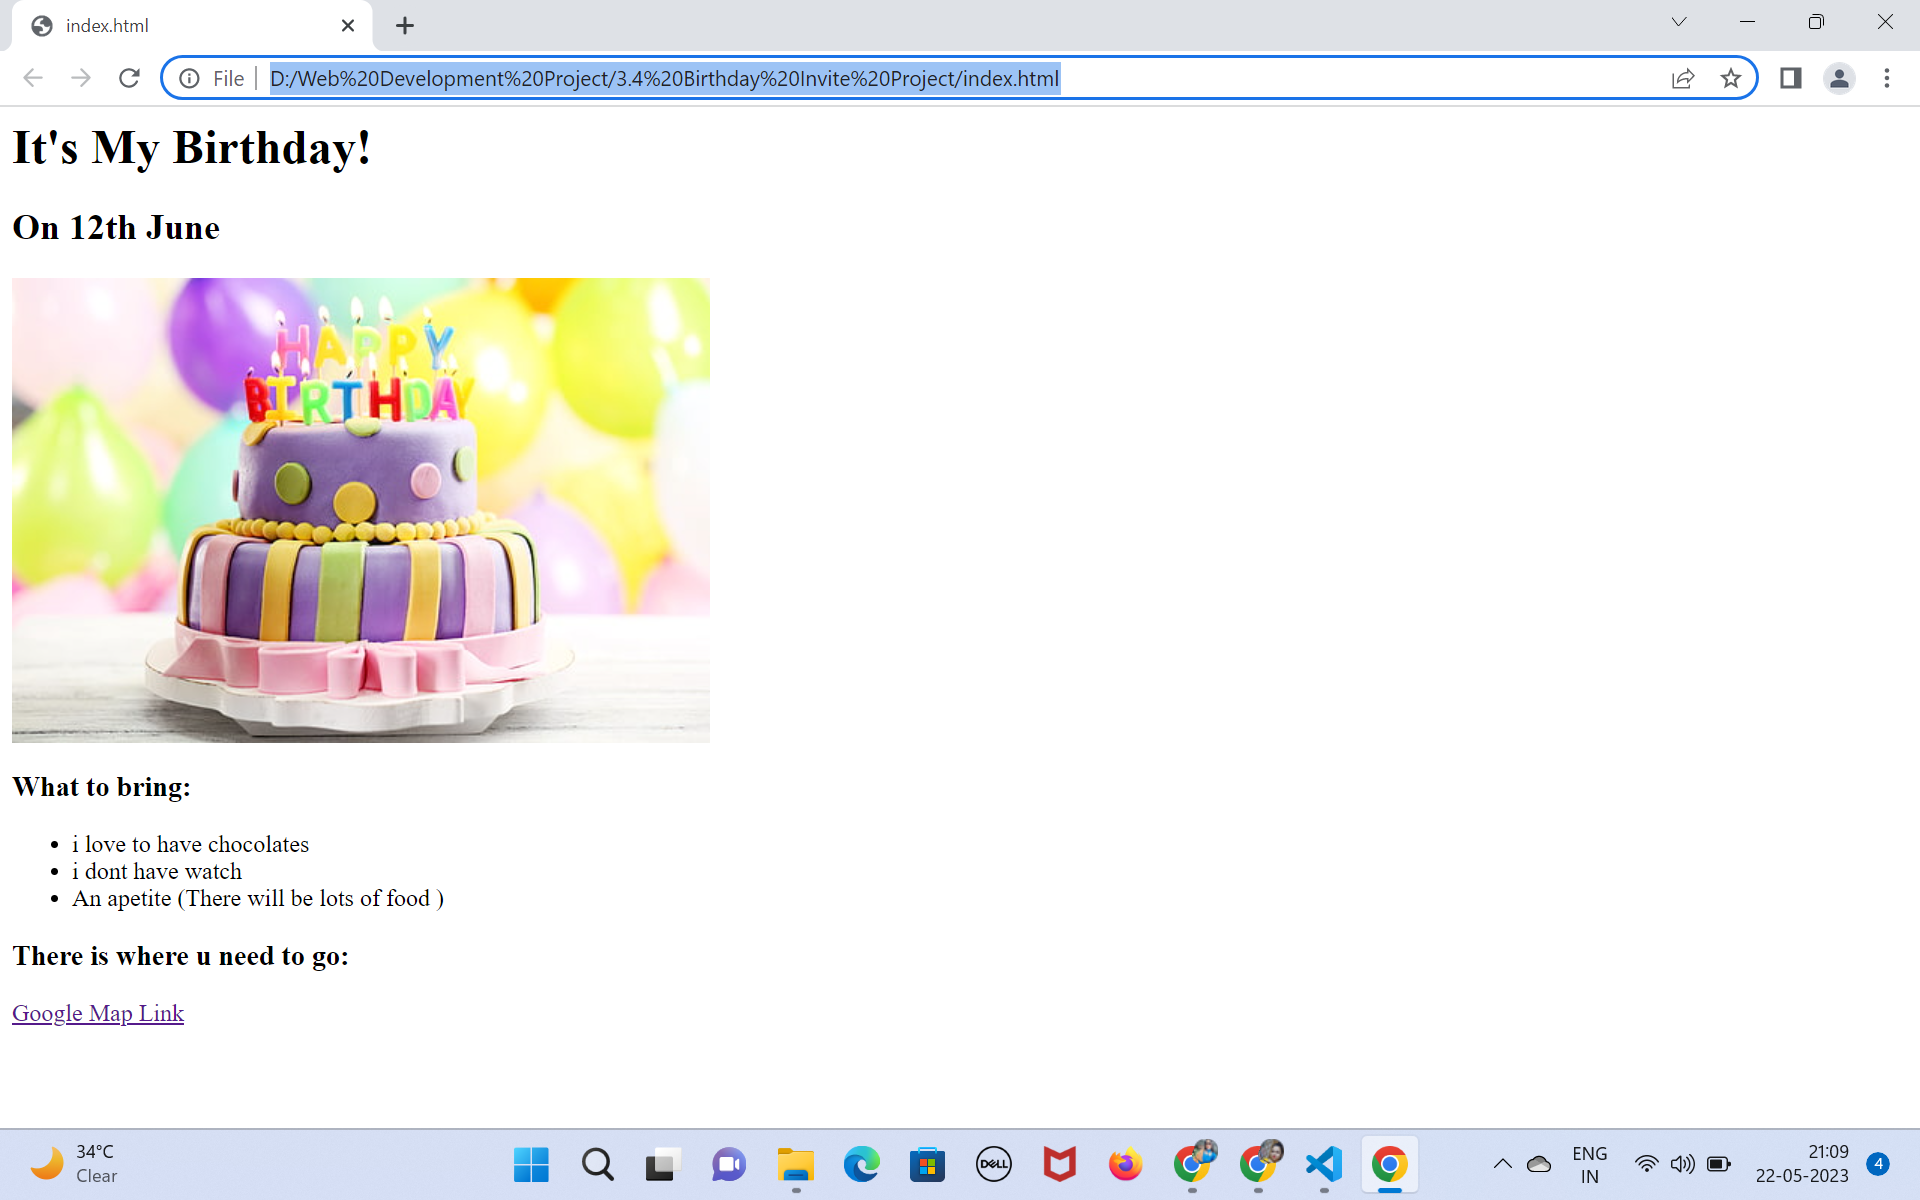 index.html
File
D:/Web%20Development%20Project/3.4%20Birthday%20Invite%20Project/index.html
It's My Birthday!
On 12th June
HAPPY
BIRTHDAY
What to bring:
i love to have chocolates
i dont have watch
An apetite (There will be lots of food )
There is where u need to go:
Google Map Link
34°C
Clear
DELL
ENG
IN
21:09
22-05-2023
4